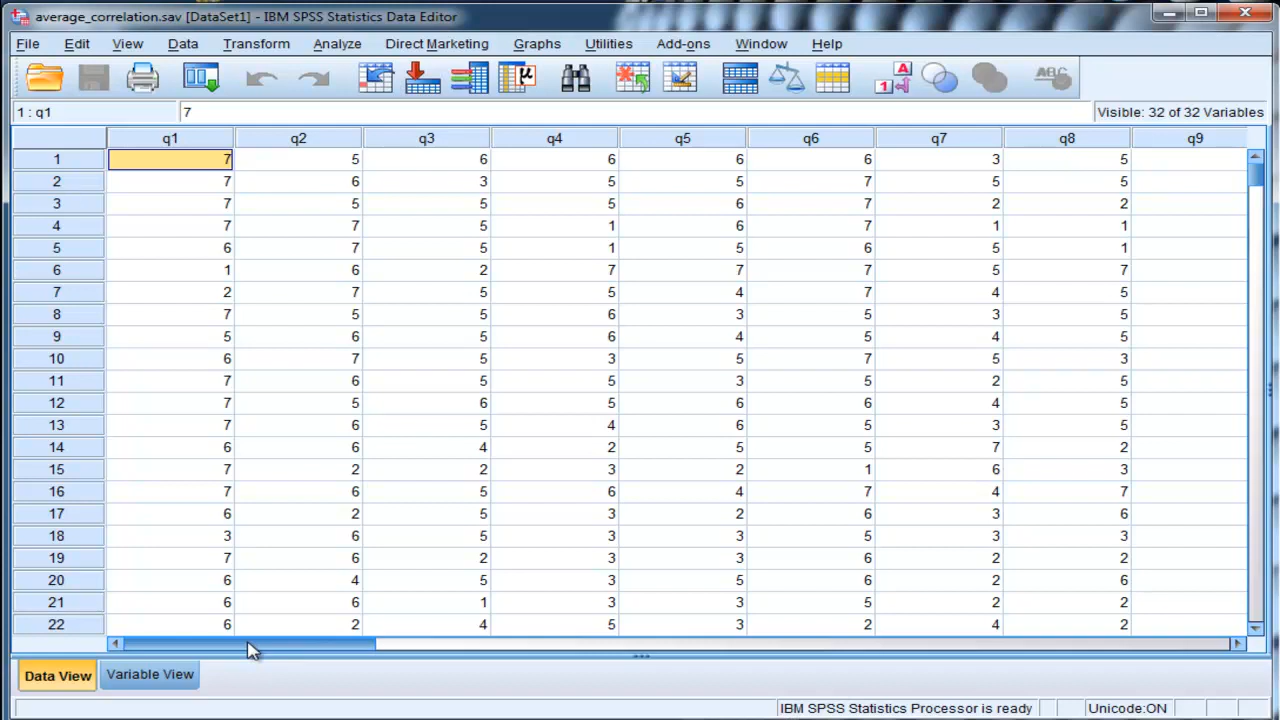 average_correlation.sav [DataSet1] - IBM SPSS Statistics Data Editor
File Edit View Data Transform Analyze Direct Marketing Graphs Utilities Add-ons Window Help
1 : q1 7 Visible: 32 of 32 Variables
q1 q2 q3 q4 q5 q6 q7 q8 q9
1 7 5 6 6 6 6 3 5
2 7 6 3 5 5 7 5 5
3 7 5 5 5 6 7 2 2
4 7 7 5 1 6 7 1 1
5 6 7 5 1 5 6 5 1
6 1 6 2 7 7 7 5 7
7 2 7 5 5 4 7 4 5
8 7 5 5 6 3 5 3 5
9 5 6 5 6 4 5 4 5
10 6 7 5 3 5 7 5 3
11 7 6 5 5 3 5 2 5
12 7 5 6 5 6 6 4 5
13 7 6 5 4 6 5 3 5
14 6 6 4 2 5 5 7 2
15 7 2 2 3 2 1 6 3
16 7 6 5 6 4 7 4 7
17 6 2 5 3 2 6 3 6
18 3 6 5 3 3 5 3 3
19 7 6 2 3 3 6 2 2
20 6 4 5 3 5 6 2 6
21 6 6 1 3 3 5 2 2
22 6 2 4 5 3 2 4 2
Data View Variable View
IBM SPSS Statistics Processor is ready Unicode:ON